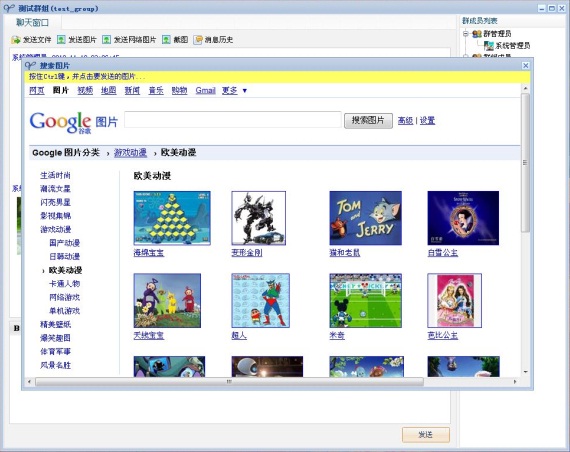 测试群组(test_group)
聊天窗口
发送文件 发送图片 发送网络图片 截图 消息历史
群成员列表
群管理员
系统管理员
搜索图片
按住Ctrl键，并点击要发送的图片...
网页 图片 视频 地图 新闻 音乐 购物 Gmail 更多 ▼
Google 谷歌 图片 搜索图片 高级 | 设置
Google 图片分类 › 游戏动漫 › 欧美动漫
生活时尚
潮流女星
闪亮男星
影视集锦
游戏动漫
国产动漫
日韩动漫
› 欧美动漫
卡通人物
网络游戏
单机游戏
精美壁纸
爆笑趣图
体育军事
风景名胜
欧美动漫
TOM and JERRY
海绵宝宝 变形金刚 猫和老鼠 白雪公主
天线宝宝 超人 米奇 芭比公主
B
发送